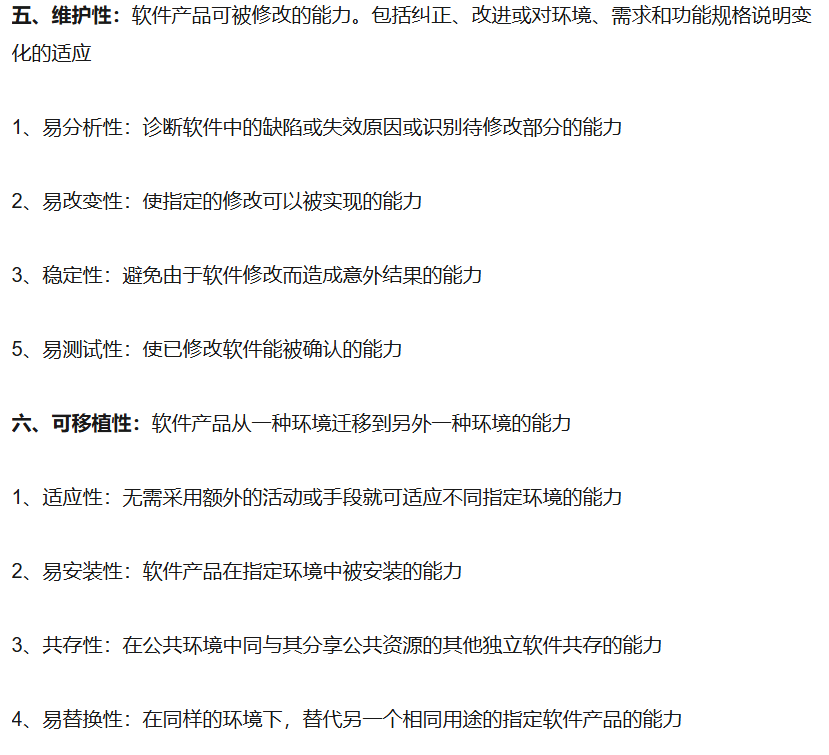 五、维护性：软件产品可被修改的能力。包括纠正、改进或对环境、需求和功能规格说明变
化的适应
1、易分析性：诊断软件中的缺陷或失效原因或识别待修改部分的能力
2、易改变性：使指定的修改可以被实现的能力
3、稳定性：避免由于软件修改而造成意外结果的能力
5、易测试性：使已修改软件能被确认的能力
六、可移植性：软件产品从一种环境迁移到另外一种环境的能力
1、适应性：无需采用额外的活动或手段就可适应不同指定环境的能力
2、易安装性：软件产品在指定环境中被安装的能力
3、共存性：在公共环境中同与其分享公共资源的其他独立软件共存的能力
4、易替换性：在同样的环境下，替代另一个相同用途的指定软件产品的能力